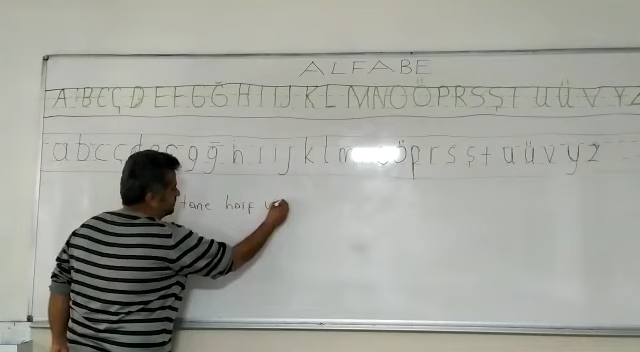 ALFABE
A B C Ç D E F G Ğ H I İ J K L M N O Ö P R S Ş T U Ü V Y Z
a b c ç d e g ğ h ı i j k l m ö p r s ş t u ü v y z
tane harf